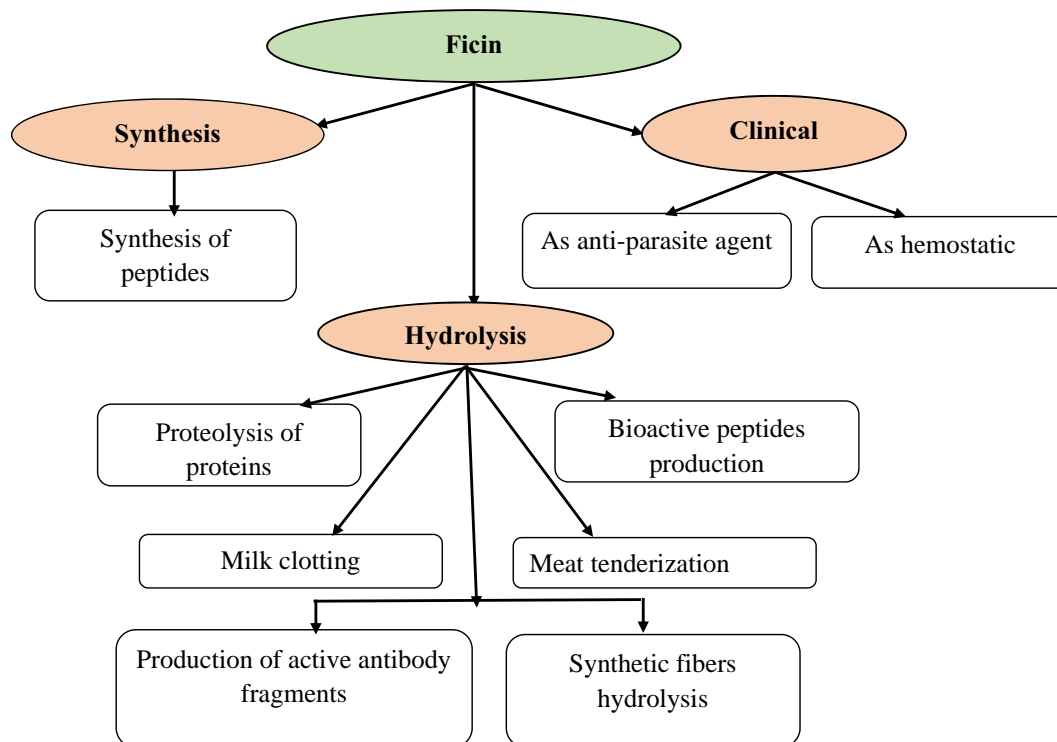 Ficin
Synthesis
Clinical
Synthesis of
peptides
As anti-parasite agent
As hemostatic
Hydrolysis
Proteolysis of
proteins
Bioactive peptides
production
Milk clotting
Meat tenderization
Production of active antibody
fragments
Synthetic fibers
hydrolysis